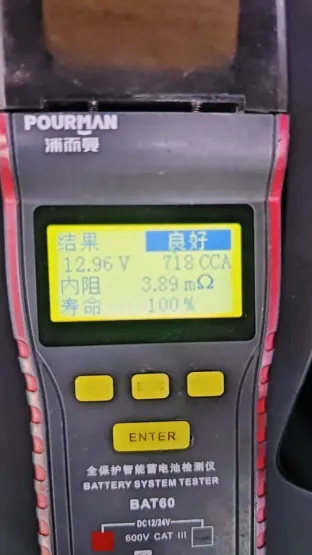 POURMAN
浦而曼
结果 良好
12.96 V 718 CCA
内阻 3.89 mΩ
寿命 100 %
ESC
ENTER
全保护智能蓄电池检测仪
BATTERY SYSTEM TESTER
BAT60
DC12/24V
600V CAT III